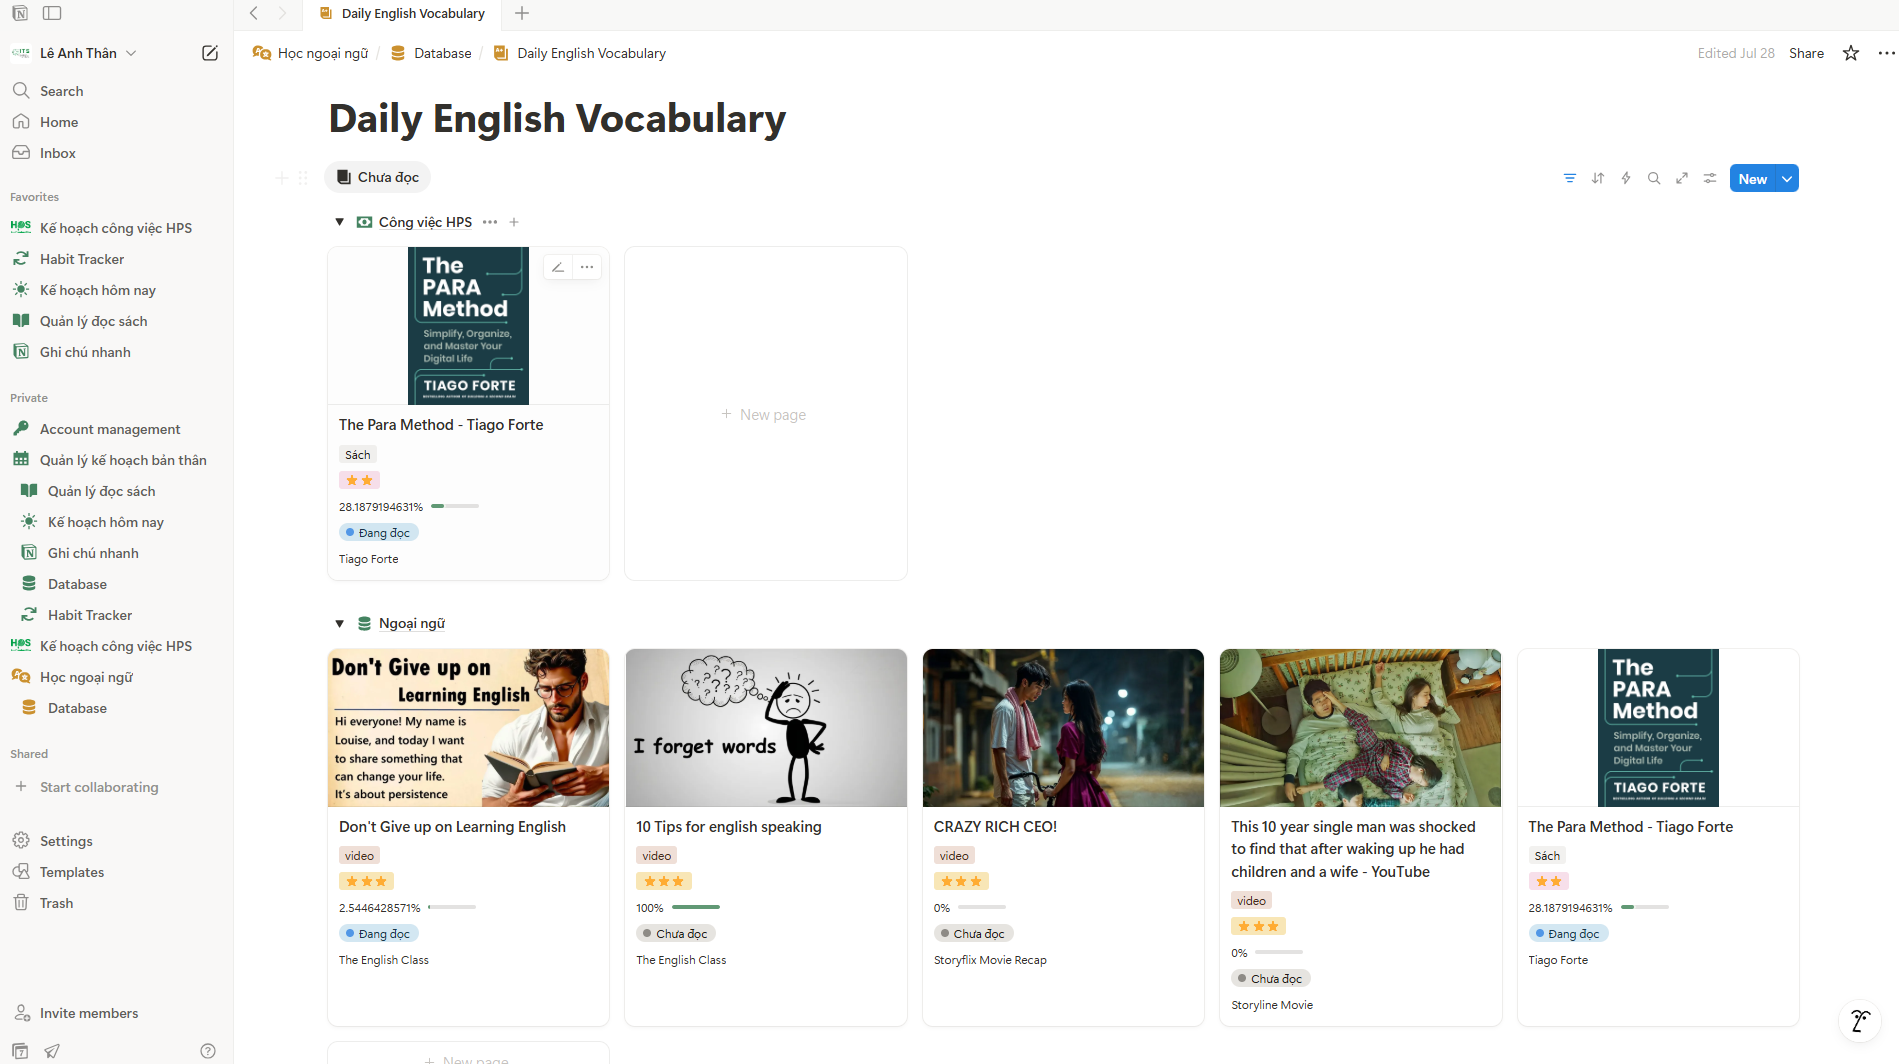 Daily English Vocabulary
Lê Anh Thân
Học ngoại ngữ / Database / Daily English Vocabulary
Edited Jul 28
Share
Search
Home
Inbox
Favorites
Kế hoạch công việc HPS
Habit Tracker
Kế hoạch hôm nay
Quản lý đọc sách
Ghi chú nhanh
Private
Account management
Quản lý kế hoạch bản thân
Quản lý đọc sách
Kế hoạch hôm nay
Ghi chú nhanh
Database
Habit Tracker
Kế hoạch công việc HPS
Học ngoại ngữ
Database
Shared
Start collaborating
Settings
Templates
Trash
Invite members
Daily English Vocabulary
Chưa đọc
New
Công việc HPS
The
PARA
Method
Simplify, Organize,
and Master Your
Digital Life
TIAGO FORTE
The Para Method - Tiago Forte
Sách
28.1879194631%
Đang đọc
Tiago Forte
+ New page
Ngoại ngữ
Don't Give up on
Learning English
Hi everyone! My name is
Louise, and today I want
to share something that
can change your life.
It's about persistence
Don't Give up on Learning English
video
2.5446428571%
Đang đọc
The English Class
I forget words
10 Tips for english speaking
video
100%
Chưa đọc
The English Class
CRAZY RICH CEO!
video
0%
Chưa đọc
Storyflix Movie Recap
This 10 year single man was shocked
to find that after waking up he had
children and a wife - YouTube
video
0%
Chưa đọc
Storyline Movie
The
PARA
Method
Simplify, Organize,
and Master Your
Digital Life
TIAGO FORTE
The Para Method - Tiago Forte
Sách
28.1879194631%
Đang đọc
Tiago Forte
+ New page